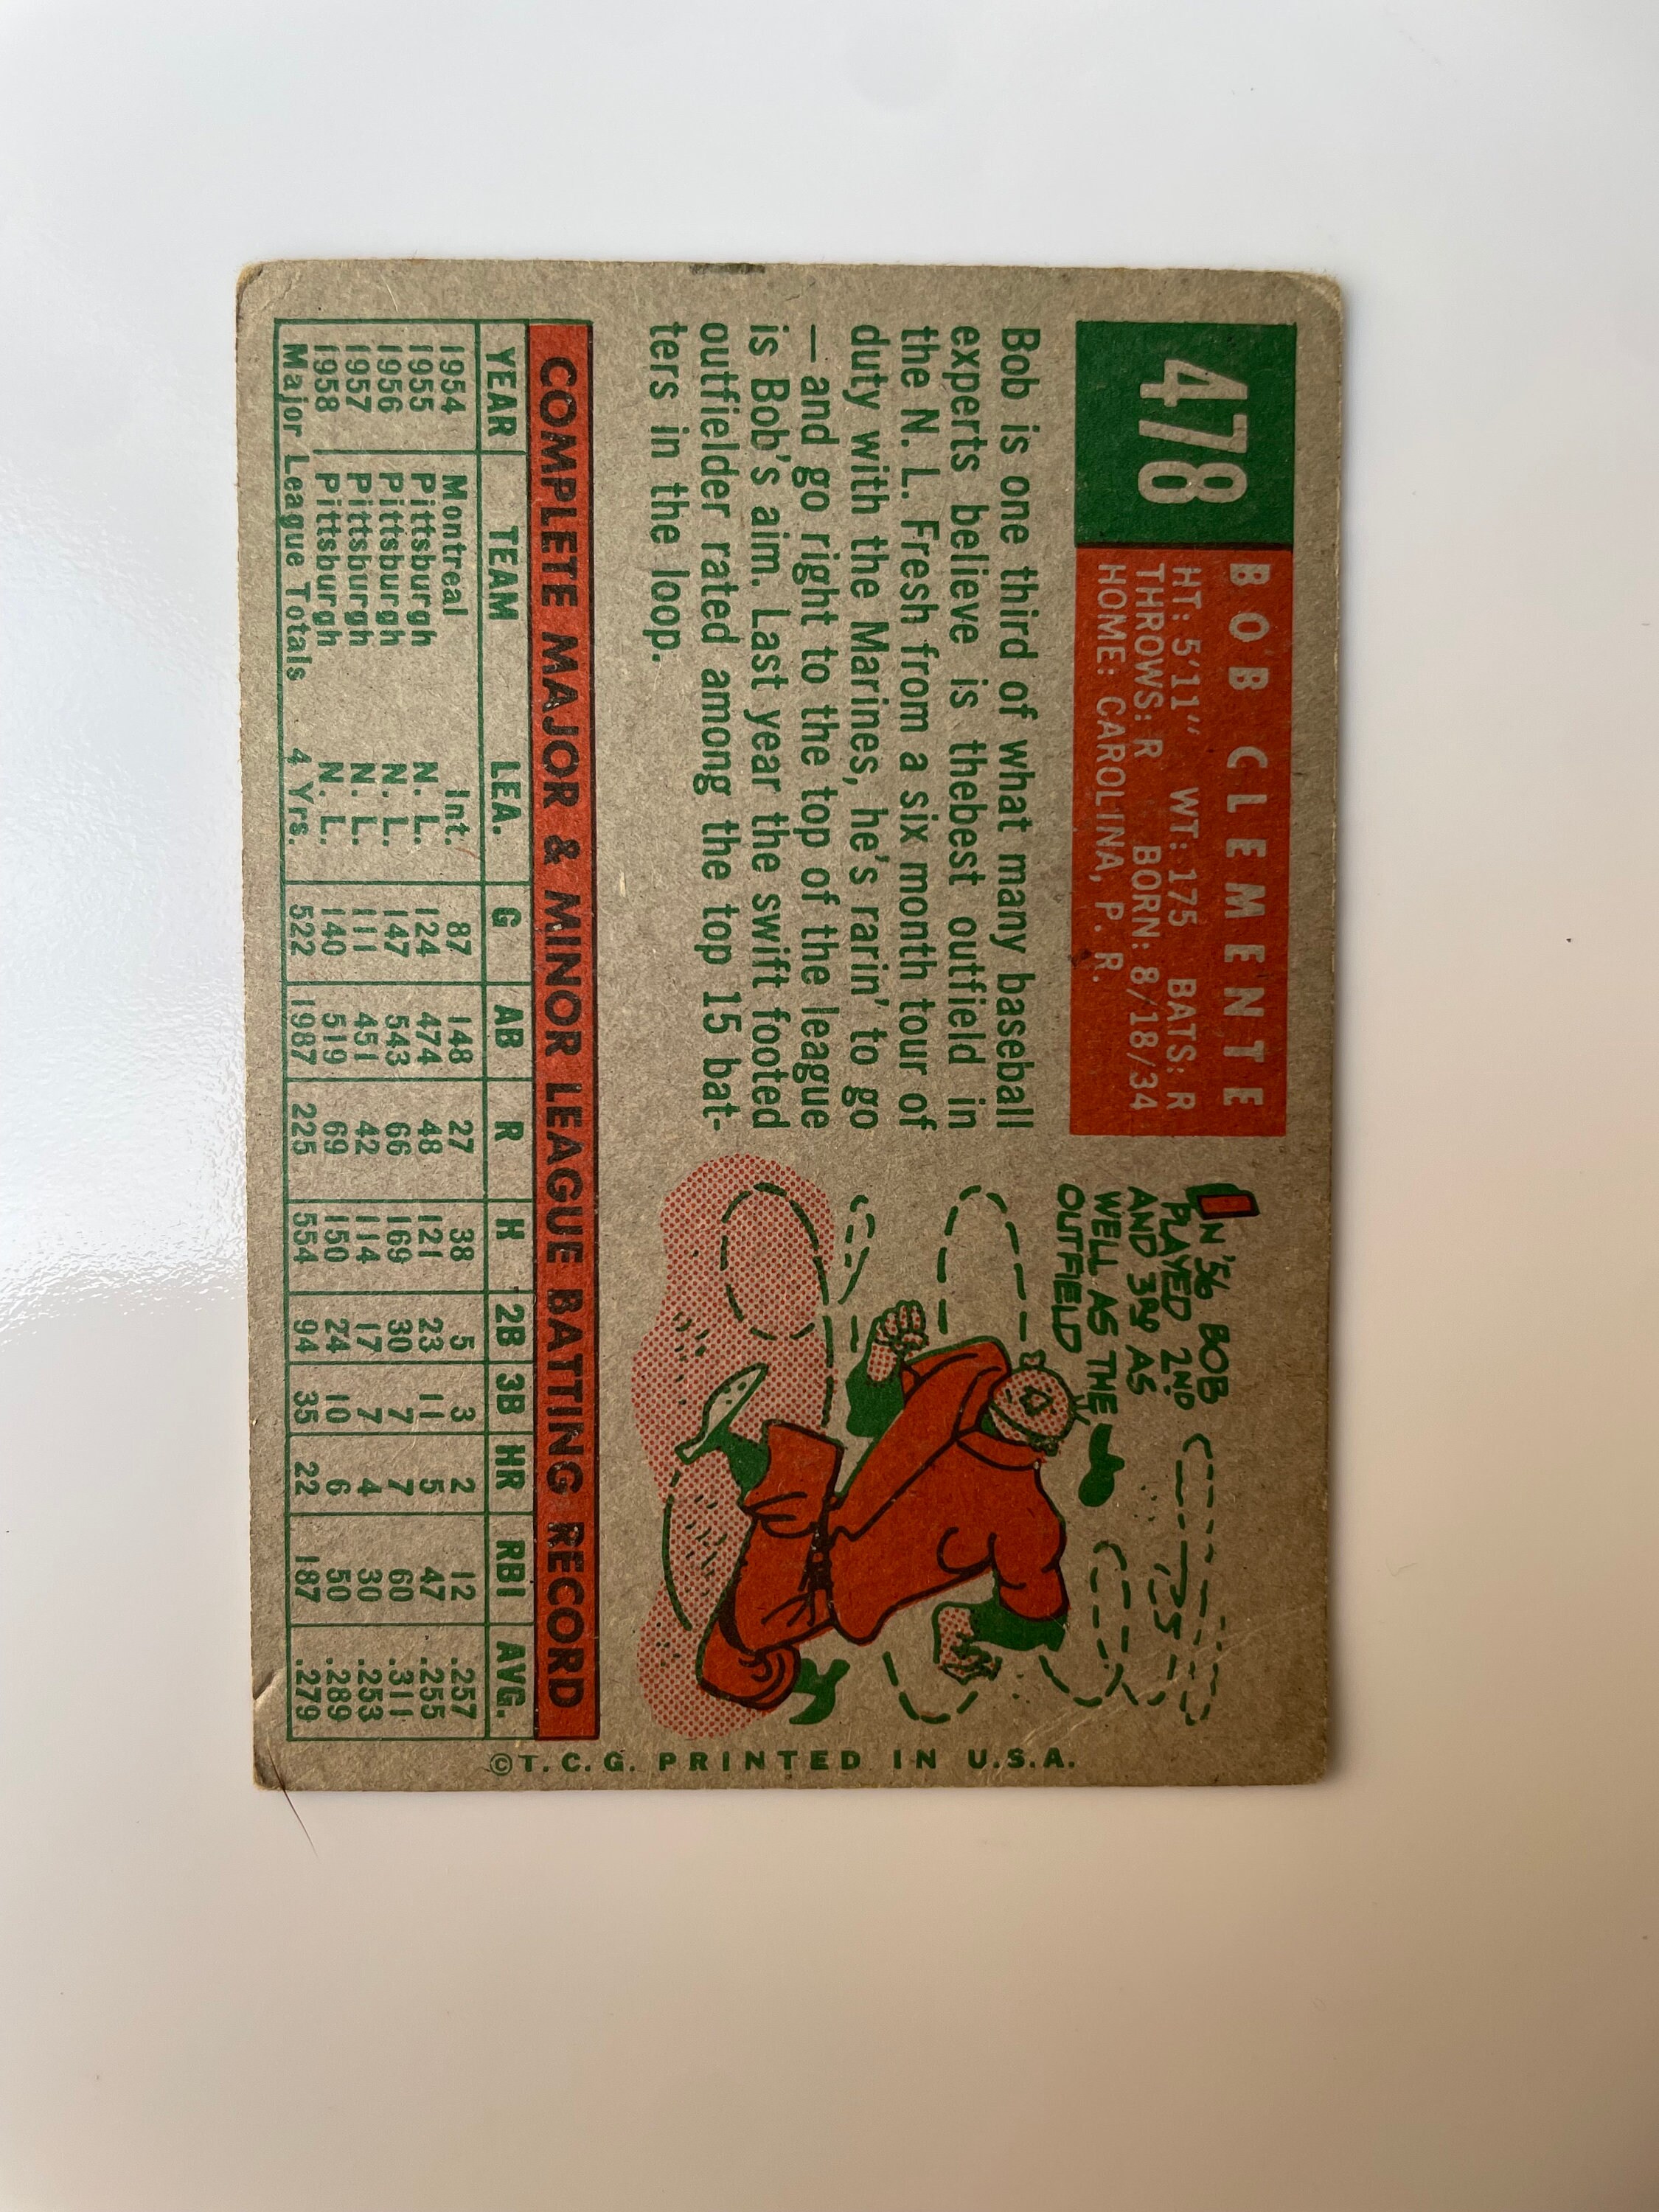 478
BOB CLEMENTE
HT: 5'11" WT: 175 BATS: R
THROWS: R BORN: 8/18/34
HOME: CAROLINA, P. R.
Bob is one third of what many baseball
experts believe is thebest outfield in
the N. L. Fresh from a six month tour of
duty with the Marines, he's rarin' to go
— and go right to the top of the league
is Bob's aim. Last year the swift footed
outfielder rated among the top 15 bat-
ters in the loop.
IN '56 BOB
PLAYED 2ND
AND 3RD AS
WELL AS THE
OUTFIELD
COMPLETE MAJOR & MINOR LEAGUE BATTING RECORD
YEAR TEAM LEA. G AB R H 2B 3B HR RBI AVG.
1954 Montreal Int. 87 148 27 38 5 3 2 12 .257
1955 Pittsburgh N. L. 124 474 48 121 23 11 5 47 .255
1956 Pittsburgh N. L. 147 543 66 169 30 7 7 60 .311
1957 Pittsburgh N. L. 111 451 42 114 17 7 4 30 .253
1958 Pittsburgh N. L. 140 519 69 150 24 10 6 50 .289
Major League Totals 4 Yrs. 522 1987 225 554 94 35 22 187 .279
©T. C. G. PRINTED IN U.S.A.